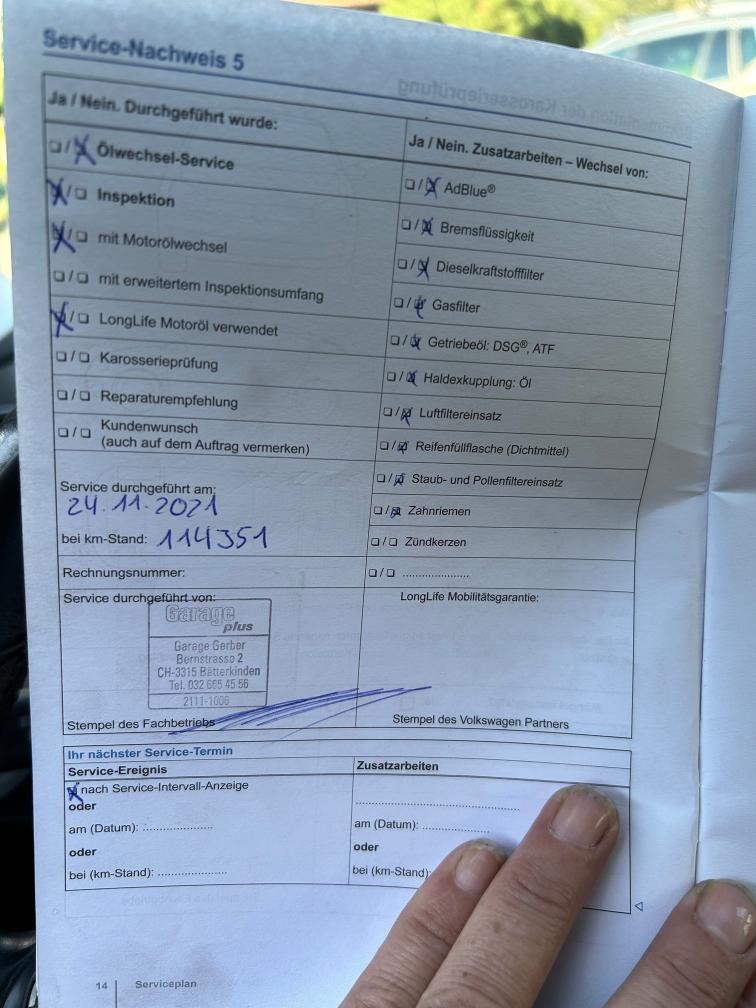 Service-Nachweis 5
Ja / Nein. Durchgeführt wurde:
❏/❏ Ölwechsel-Service
❏/❏ Inspektion
❏/❏ mit Motorölwechsel
❏/❏ mit erweitertem Inspektionsumfang
❏/❏ LongLife Motoröl verwendet
❏/❏ Karosserieprüfung
❏/❏ Reparaturempfehlung
❏/❏ Kundenwunsch
(auch auf dem Auftrag vermerken)
Service durchgeführt am:
24.11.2021
bei km-Stand: 114351
Rechnungsnummer:
Service durchgeführt von:
Garage
plus
Garage Gerber
Bernstrasse 2
CH-3315 Bätterkinden
Tel. 032 665 45 56
2111-1006
Stempel des Fachbetriebs
Ja / Nein. Zusatzarbeiten – Wechsel von:
❏/❏ AdBlue®
❏/❏ Bremsflüssigkeit
❏/❏ Dieselkraftstofffilter
❏/❏ Gasfilter
❏/❏ Getriebeöl: DSG®, ATF
❏/❏ Haldexkupplung: Öl
❏/❏ Luftfiltereinsatz
❏/❏ Reifenfüllflasche (Dichtmittel)
❏/❏ Staub- und Pollenfiltereinsatz
❏/❏ Zahnriemen
❏/❏ Zündkerzen
❏/❏ .....................
LongLife Mobilitätsgarantie:
Stempel des Volkswagen Partners
Ihr nächster Service-Termin
Service-Ereignis
nach Service-Intervall-Anzeige
oder
am (Datum): .....................
oder
bei (km-Stand): .....................
Zusatzarbeiten
..................................................
am (Datum): .....................
oder
bei (km-Stand):
14 Serviceplan